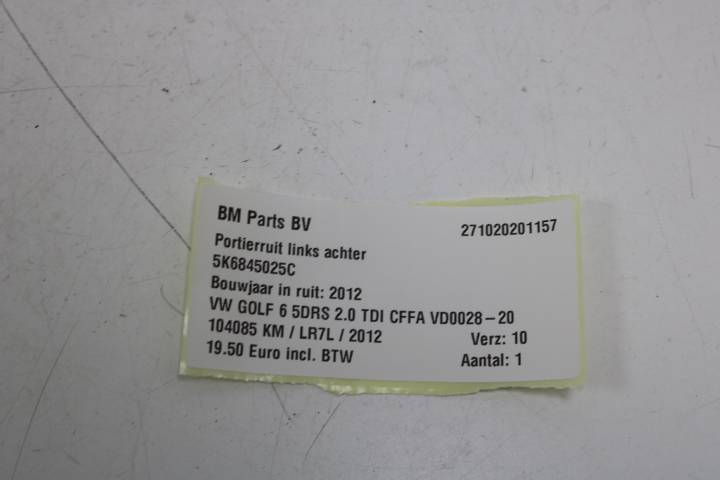 BM Parts BV 271020201157
Portierruit links achter
5K6845025C
Bouwjaar in ruit: 2012
VW GOLF 6 5DRS 2.0 TDI CFFA VD0028-20
104085 KM / LR7L / 2012 Verz: 10
19.50 Euro incl. BTW Aantal: 1